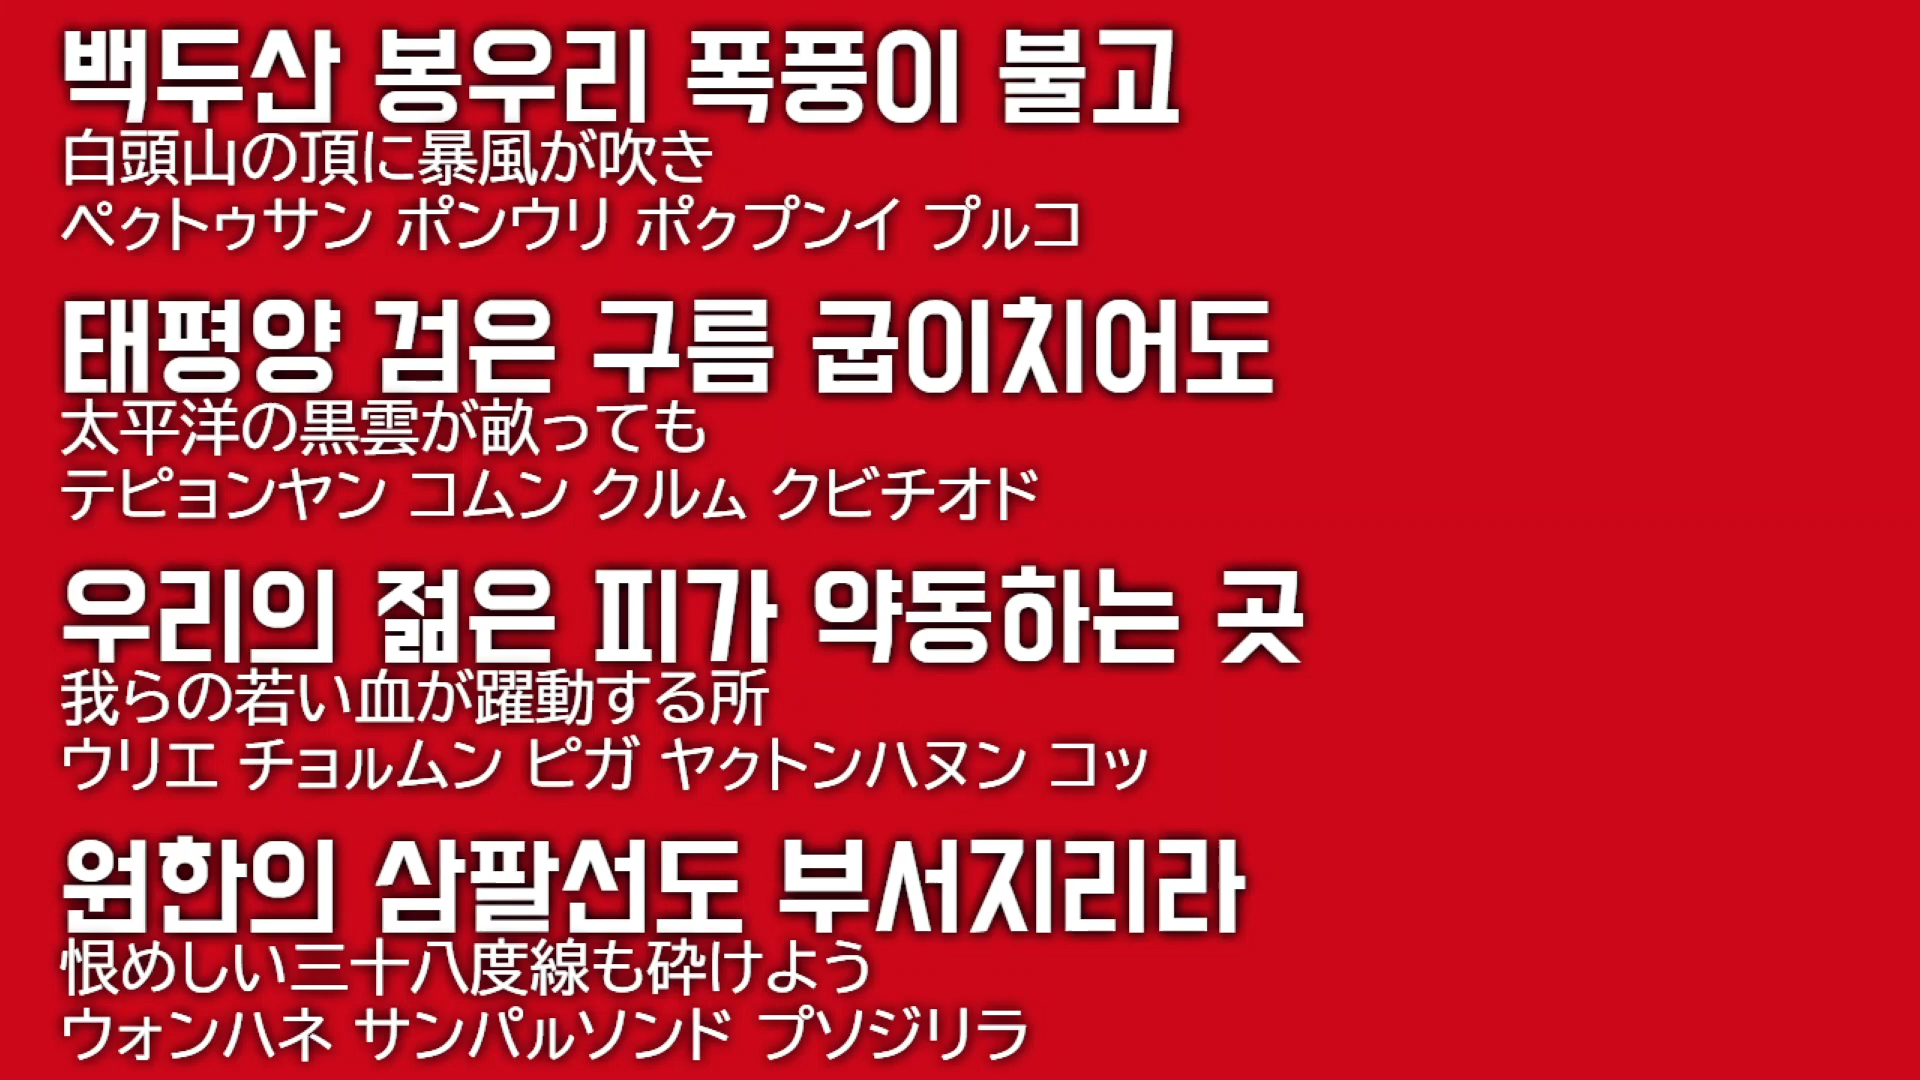 백두산 봉우리 폭풍이 불고
白頭山の頂に暴風が吹き
ペㇰトゥサン ポンウリ ポㇰプンイ プㇽコ
태평양 검은 구름 굽이치어도
太平洋の黒雲が畝っても
テピョンヤン コムン クルㇺ クビチオド
우리의 젊은 피가 약동하는 곳
我らの若い血が躍動する所
ウリエ チョㇽムン ピガ ヤㇰトンハヌン コッ
원한의 삼팔선도 부서지리라
恨めしい三十八度線も砕けよう
ウォンハネ サンパㇽソンド プソジリラ